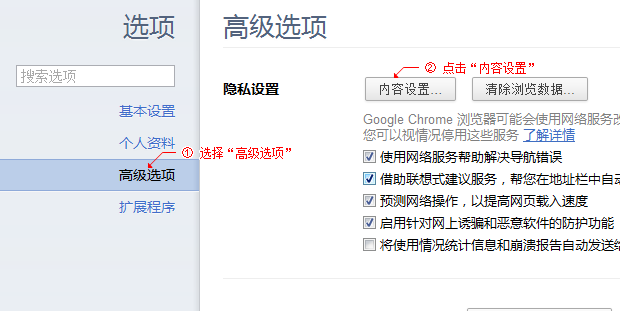 选项
搜索选项
基本设置
个人资料
① 选择“高级选项”
高级选项
扩展程序
高级选项
② 点击“内容设置”
隐私设置
内容设置...
清除浏览数据...
Google Chrome 浏览器可能会使用网络服务改
您可以视情况停用这些服务 了解详情
使用网络服务帮助解决导航错误
借助联想式建议服务，帮您在地址栏中自动
预测网络操作，以提高网页载入速度
启用针对网上诱骗和恶意软件的防护功能
将使用情况统计信息和崩溃报告自动发送给